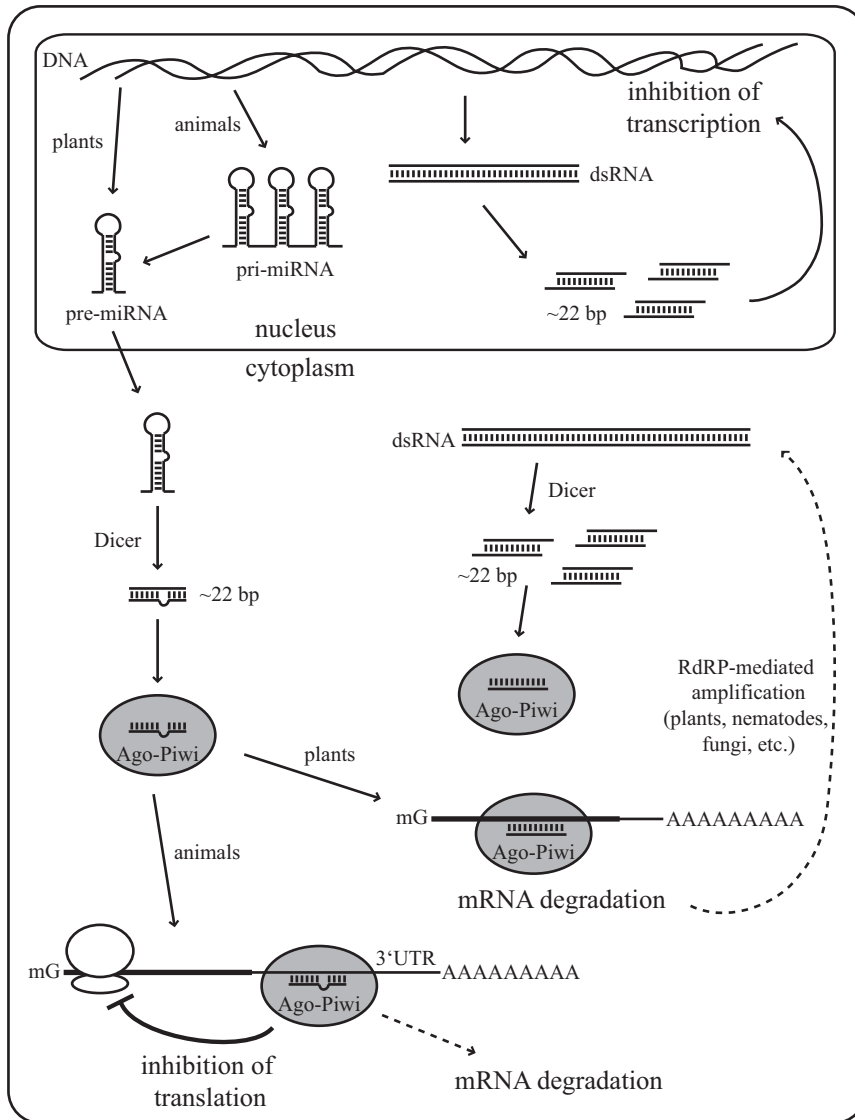 DNA
plants
animals
inhibition of
transcription
dsRNA
pri-miRNA
pre-miRNA
~22 bp
nucleus
cytoplasm
dsRNA
Dicer
Dicer
~22 bp
~22 bp
Ago-Piwi
RdRP-mediated
amplification
(plants, nematodes,
fungi, etc.)
Ago-Piwi
plants
mG
AAAAAAAAA
Ago-Piwi
animals
mRNA degradation
mG
3‘UTR
AAAAAAAAA
Ago-Piwi
inhibition of
translation
mRNA degradation